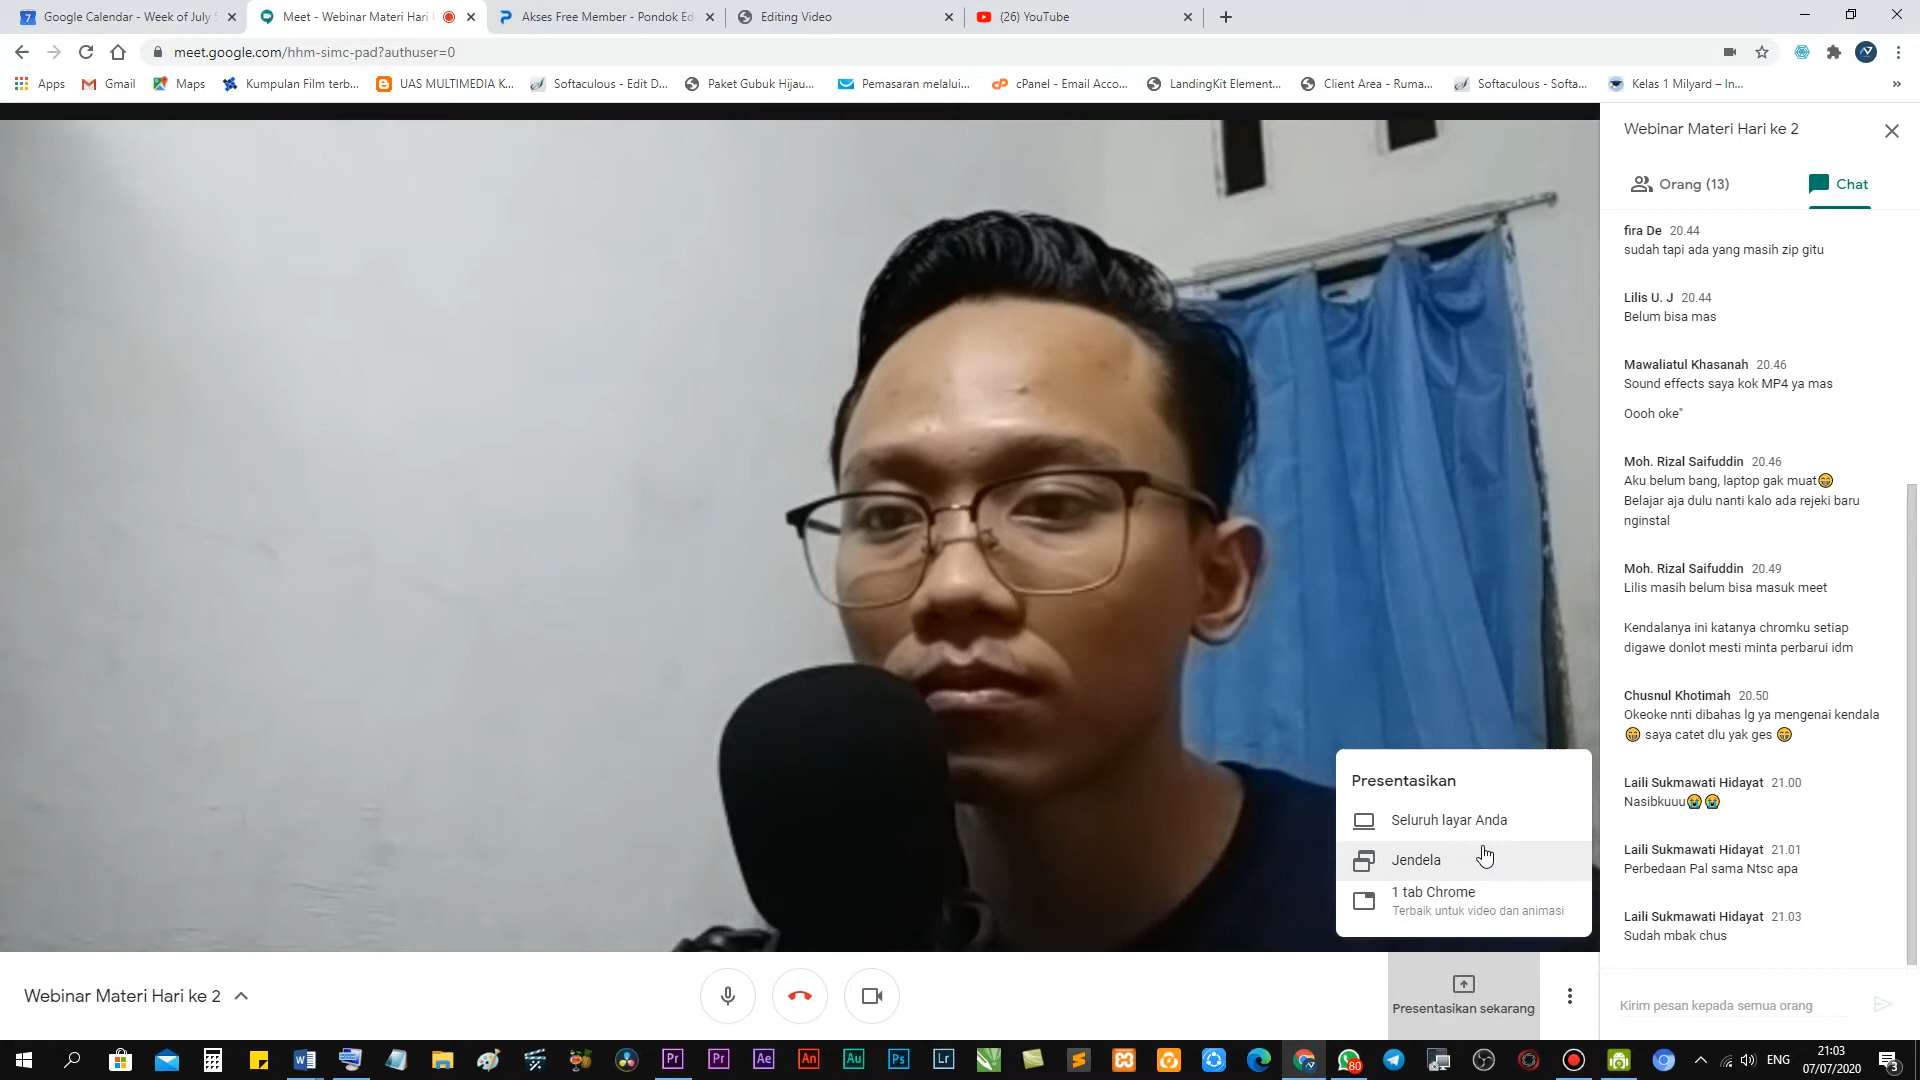 Google Calendar - Week of July 5
Meet - Webinar Materi Hari
Akses Free Member - Pondok Ed
Editing Video
(26) YouTube
meet.google.com/hhm-simc-pad?authuser=0
Apps
Gmail
Maps
Kumpulan Film terb...
UAS MULTIMEDIA K...
Softaculous - Edit D...
Paket Gubuk Hijau...
Pemasaran melalui...
cPanel - Email Acco...
LandingKit Element...
Client Area - Ruma...
Softaculous - Softa...
Kelas 1 Milyard – In...
»
Webinar Materi Hari ke 2
Orang (13)
Chat
fira De 20.44
sudah tapi ada yang masih zip gitu
Lilis U. J 20.44
Belum bisa mas
Mawaliatul Khasanah 20.46
Sound effects saya kok MP4 ya mas
Oooh oke"
Moh. Rizal Saifuddin 20.46
Aku belum bang, laptop gak muat😁
Belajar aja dulu nanti kalo ada rejeki baru
nginstal
Moh. Rizal Saifuddin 20.49
Lilis masih belum bisa masuk meet
Kendalanya ini katanya chromku setiap
digawe donlot mesti minta perbarui idm
Chusnul Khotimah 20.50
Okeoke nnti dibahas lg ya mengenai kendala
😁 saya catet dlu yak ges 😁
Laili Sukmawati Hidayat 21.00
Nasibkuuu😭😭
Laili Sukmawati Hidayat 21.01
Perbedaan Pal sama Ntsc apa
Laili Sukmawati Hidayat 21.03
Sudah mbak chus
Kirim pesan kepada semua orang
Presentasikan
Seluruh layar Anda
Jendela
1 tab Chrome
Terbaik untuk video dan animasi
Webinar Materi Hari ke 2
Presentasikan sekarang
Pr
Pr
Ae
An
Au
Ps
Lr
80
ENG
21:03
07/07/2020
3